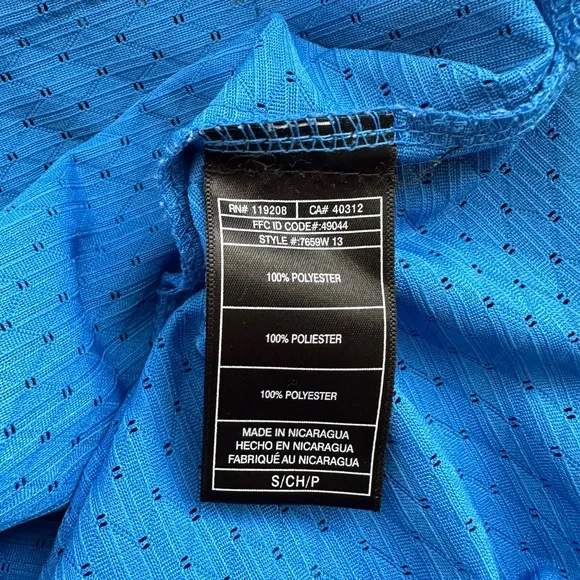 RN# 119208 CA# 40312
FFC ID CODE#:49044
STYLE #:7659W 13
100% POLYESTER
100% POLIESTER
100% POLYESTER
MADE IN NICARAGUA
HECHO EN NICARAGUA
FABRIQUÉ AU NICARAGUA
S/CH/P